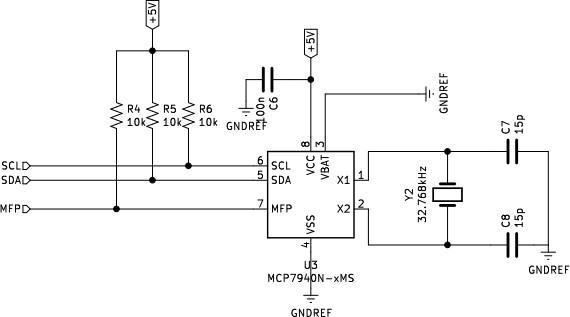 +5V
+5V
R4
10k
R5
10k
R6
10k
100n
C6
GNDREF
GNDREF
SCL
SDA
MFP
6
5
7
8
3
1
2
4
SCL
SDA
MFP
VCC
VBAT
X1
X2
VSS
U3
MCP7940N-xMS
GNDREF
Y2
32.768kHz
C7
15p
C8
15p
GNDREF